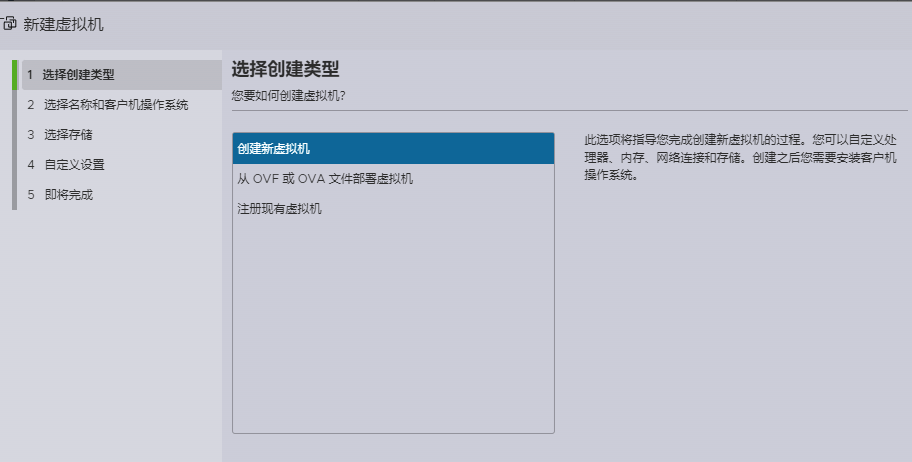 新建虚拟机
1 选择创建类型
2 选择名称和客户机操作系统
3 选择存储
4 自定义设置
5 即将完成
选择创建类型
您要如何创建虚拟机?
创建新虚拟机
从 OVF 或 OVA 文件部署虚拟机
注册现有虚拟机
此选项将指导您完成创建新虚拟机的过程。您可以自定义处
理器、内存、网络连接和存储。创建之后您需要安装客户机
操作系统。